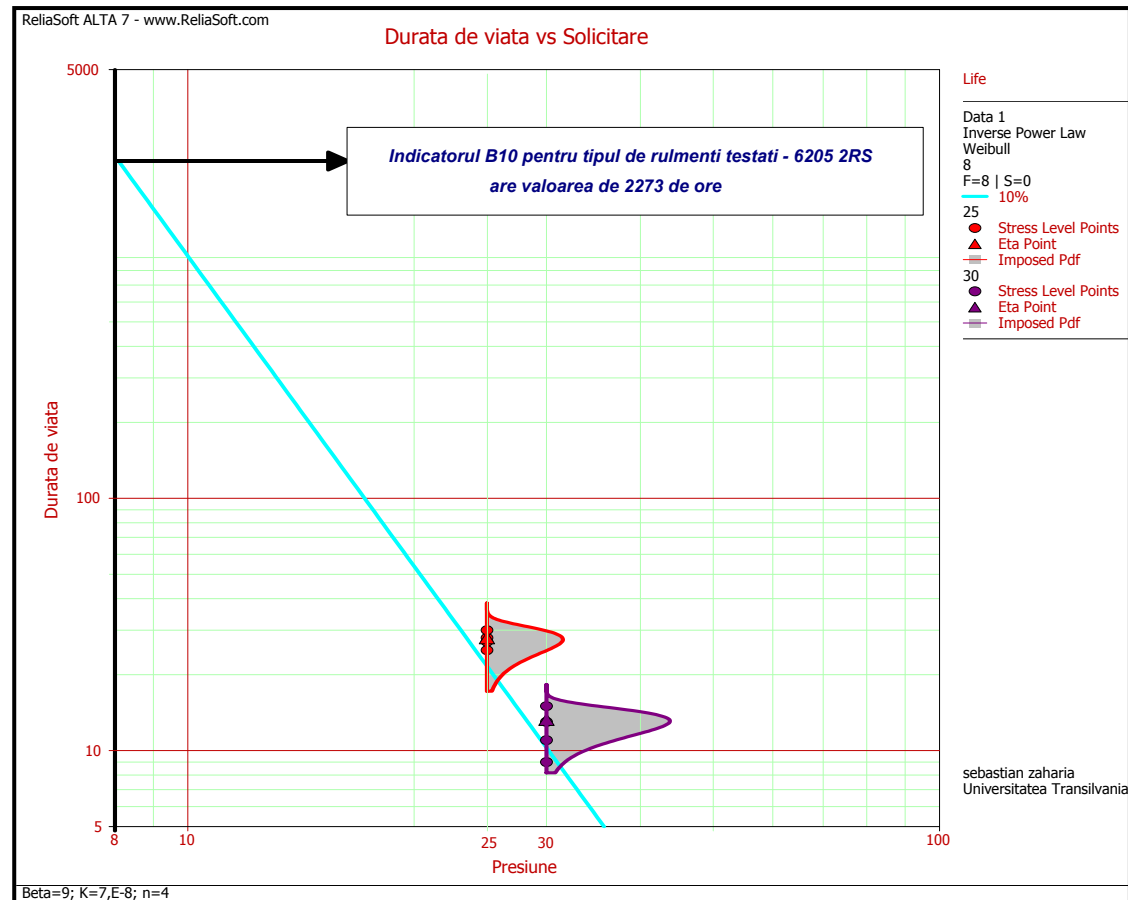 ReliaSoft ALTA 7 - www.ReliaSoft.com
Durata de viata vs Solicitare
5000
Indicatorul B10 pentru tipul de rulmenti testati - 6205 2RS
are valoarea de 2273 de ore
Durata de viata
100
10
5
8
10
25
30
100
Presiune
Life
Data 1
Inverse Power Law
Weibull
8
F=8 | S=0
10%
25
Stress Level Points
Eta Point
Imposed Pdf
30
Stress Level Points
Eta Point
Imposed Pdf
sebastian zaharia
Universitatea Transilvania
Beta=9; K=7,E-8; n=4